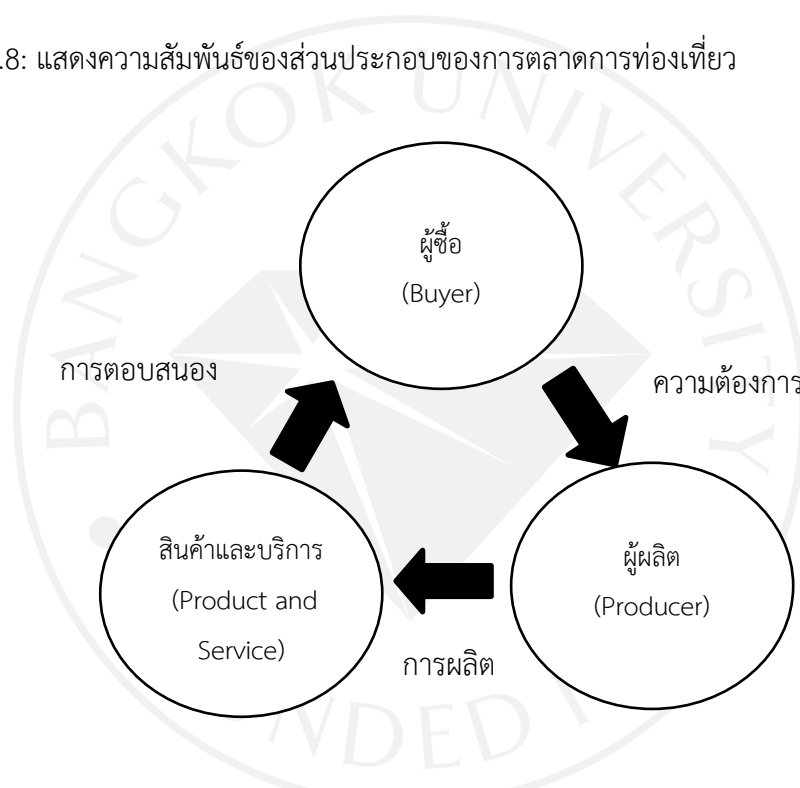 .8: แสดงความสัมพันธ์ของส่วนประกอบของการตลาดการท่องเที่ยว
BANGKOK UNIVERSITY
ผู้ซื้อ
(Buyer)
การตอบสนอง
ความต้องการ
สินค้าและบริการ
(Product and
Service)
ผู้ผลิต
(Producer)
การผลิต